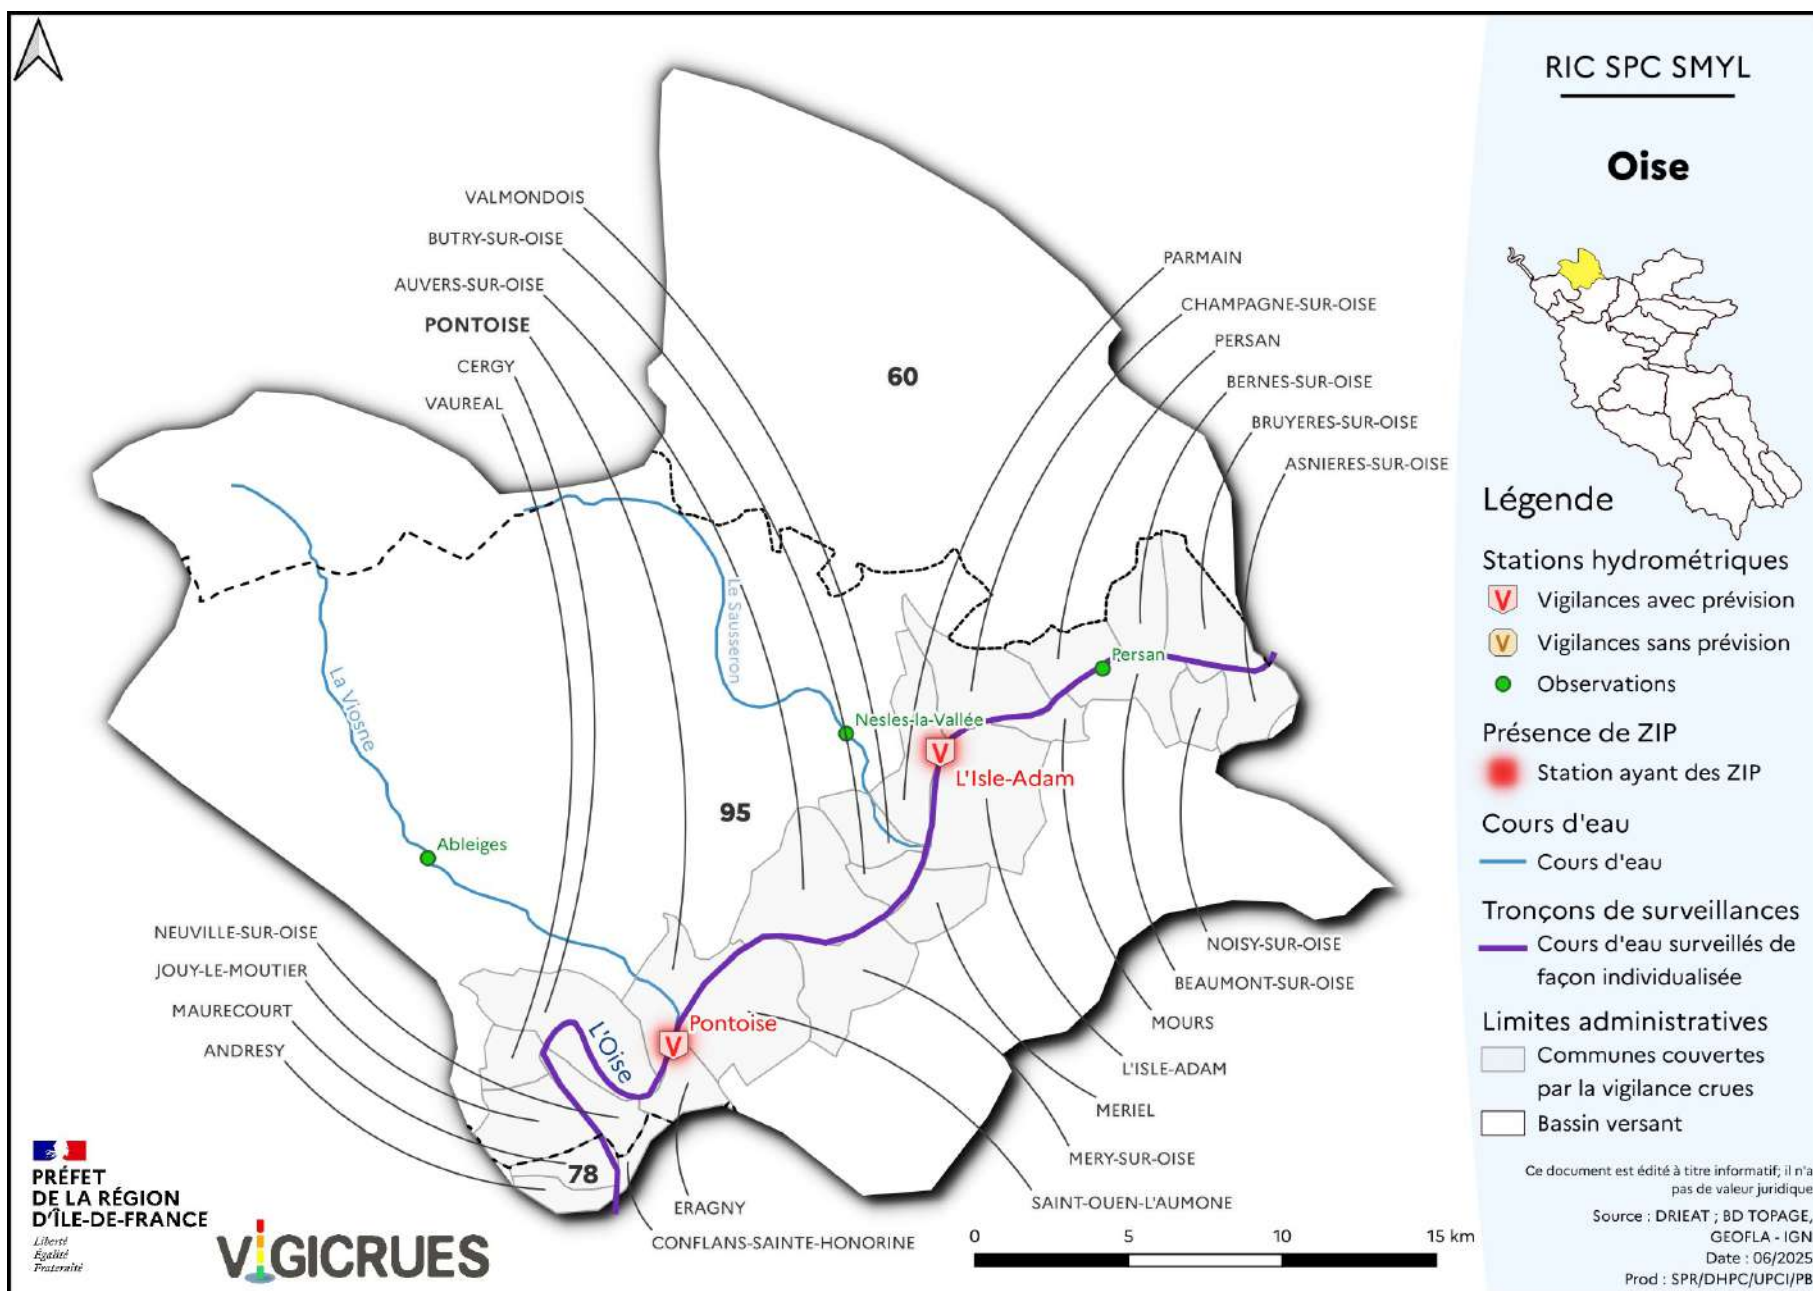 VALMONDOIS
BUTRY-SUR-OISE
AUVERS-SUR-OISE
PONTOISE
CERGY
VAUREAL
PARMAIN
CHAMPAGNE-SUR-OISE
PERSAN
BERNES-SUR-OISE
BRUYERES-SUR-OISE
ASNIERES-SUR-OISE
60
95
78
Le Sausseron
La Viosne
L'Oise
Persan
Nesles-la-Vallée
L'Isle-Adam
Ableiges
Pontoise
NEUVILLE-SUR-OISE
JOUY-LE-MOUTIER
MAURECOURT
ANDRESY
NOISY-SUR-OISE
BEAUMONT-SUR-OISE
MOURS
L'ISLE-ADAM
MERIEL
MERY-SUR-OISE
SAINT-OUEN-L'AUMONE
ERAGNY
CONFLANS-SAINTE-HONORINE
V
V
0 5 10 15 km
PRÉFET
DE LA RÉGION
D'ÎLE-DE-FRANCE
Liberté
Égalité
Fraternité
VIGICRUES
RIC SPC SMYL
Oise
Légende
Stations hydrométriques
V Vigilances avec prévision
V Vigilances sans prévision
Observations
Présence de ZIP
Station ayant des ZIP
Cours d'eau
Cours d'eau
Tronçons de surveillances
Cours d'eau surveillés de
façon individualisée
Limites administratives
Communes couvertes
par la vigilance crues
Bassin versant
Ce document est édité à titre informatif; il n'a
pas de valeur juridique
Source : DRIEAT ; BD TOPAGE,
GEOFLA - IGN
Date : 06/2025
Prod : SPR/DHPC/UPCI/PB